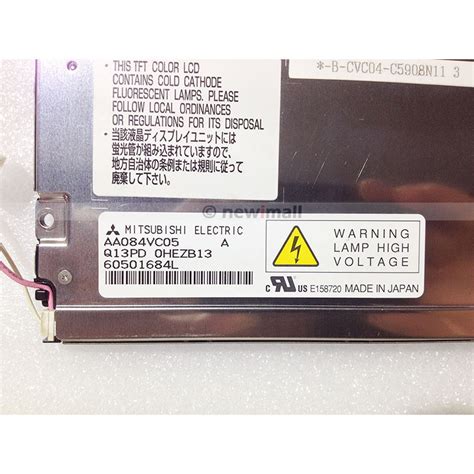 • THIS TFT COLOR LCD
CONTAINS COLD CATHODE
FLUORESCENT LAMPS. PLEASE
FOLLOW LOCAL ORDINANCES
OR REGULATIONS FOR ITS DISPOSAL
• 当該液晶ディスプレイユニットには
蛍光管が組み込まれていますので、
地方自治体の条例または規則に従って
廃棄して下さい。
*-B-CVC04-C5908N11 3
© newimall
MITSUBISHI ELECTRIC
AA084VC05 A
Q13PD 0HEZB13
60501684L
WARNING
LAMP HIGH
VOLTAGE
c RU US E158720 MADE IN JAPAN